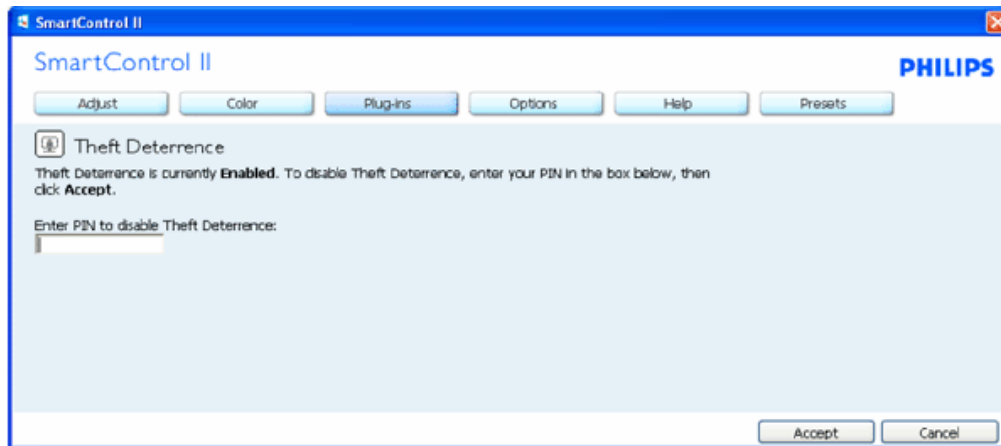 SmartControl II
SmartControl II
PHILIPS
Adjust
Color
Plug-ins
Options
Help
Presets
Theft Deterrence
Theft Deterrence is currently Enabled. To disable Theft Deterrence, enter your PIN in the box below, then
click Accept.
Enter PIN to disable Theft Deterrence:
Accept
Cancel